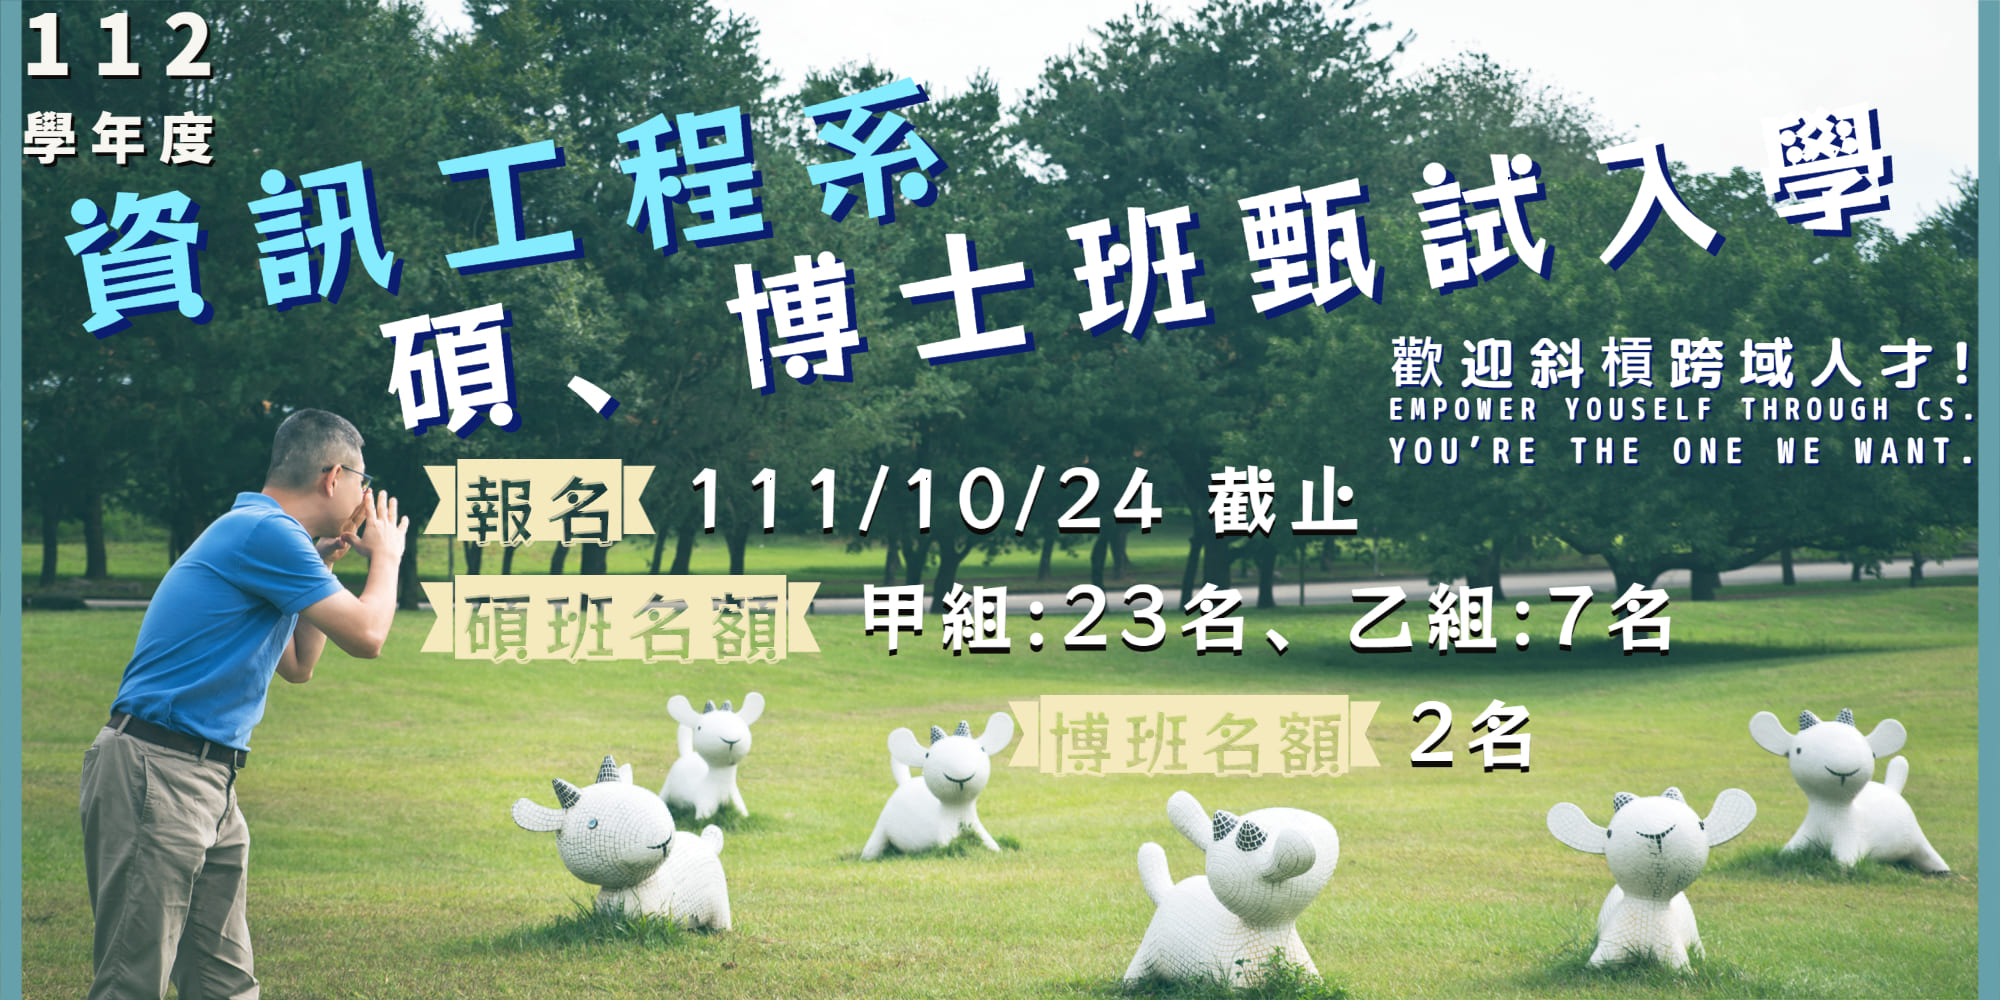 112
學年度
資訊工程系
碩、博士班甄試入學
歡迎斜槓跨域人才!
EMPOWER YOUSELF THROUGH CS.
YOU'RE THE ONE WE WANT.
報名 111/10/24 截止
碩班名額 甲組:23名、乙組:7名
博班名額 2名